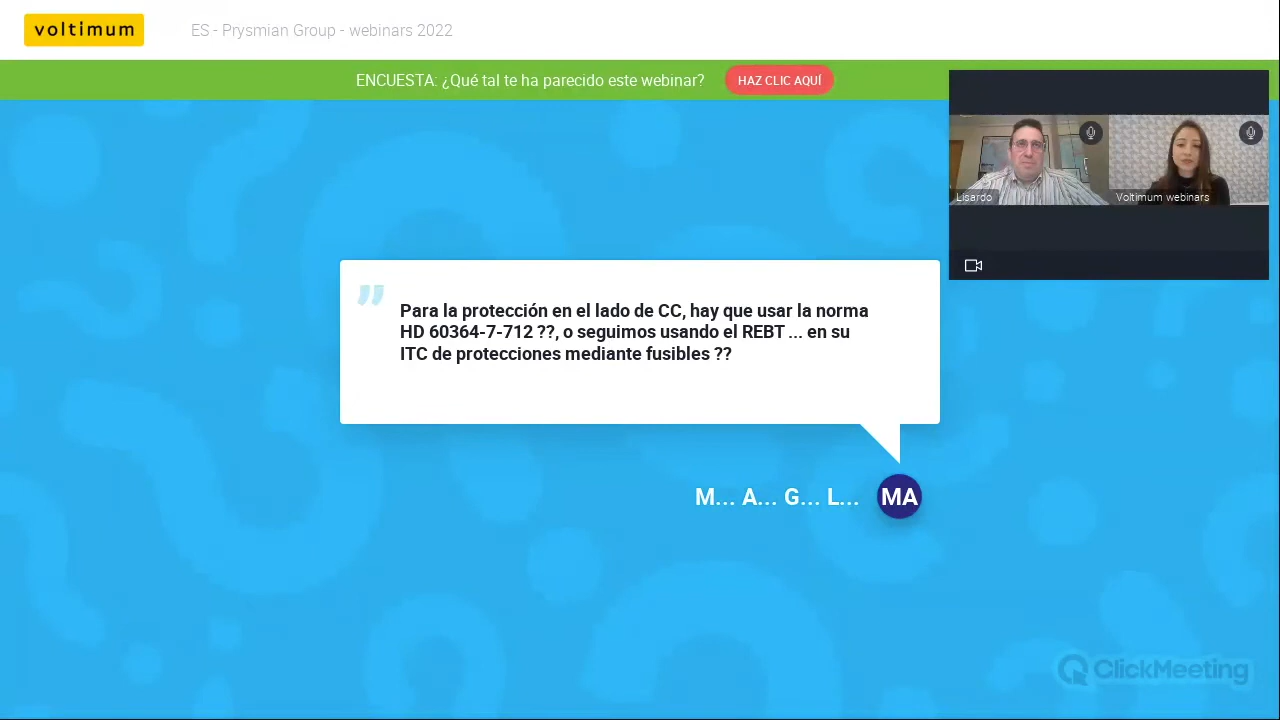 voltimum
ES - Prysmian Group - webinars 2022
ENCUESTA: ¿Qué tal te ha parecido este webinar?
HAZ CLIC AQUÍ
Lisardo
Voltimum webinars
Para la protección en el lado de CC, hay que usar la norma
HD 60364-7-712 ??, o seguimos usando el REBT ... en su
ITC de protecciones mediante fusibles ??
M... A... G... L...
MA
ClickMeeting